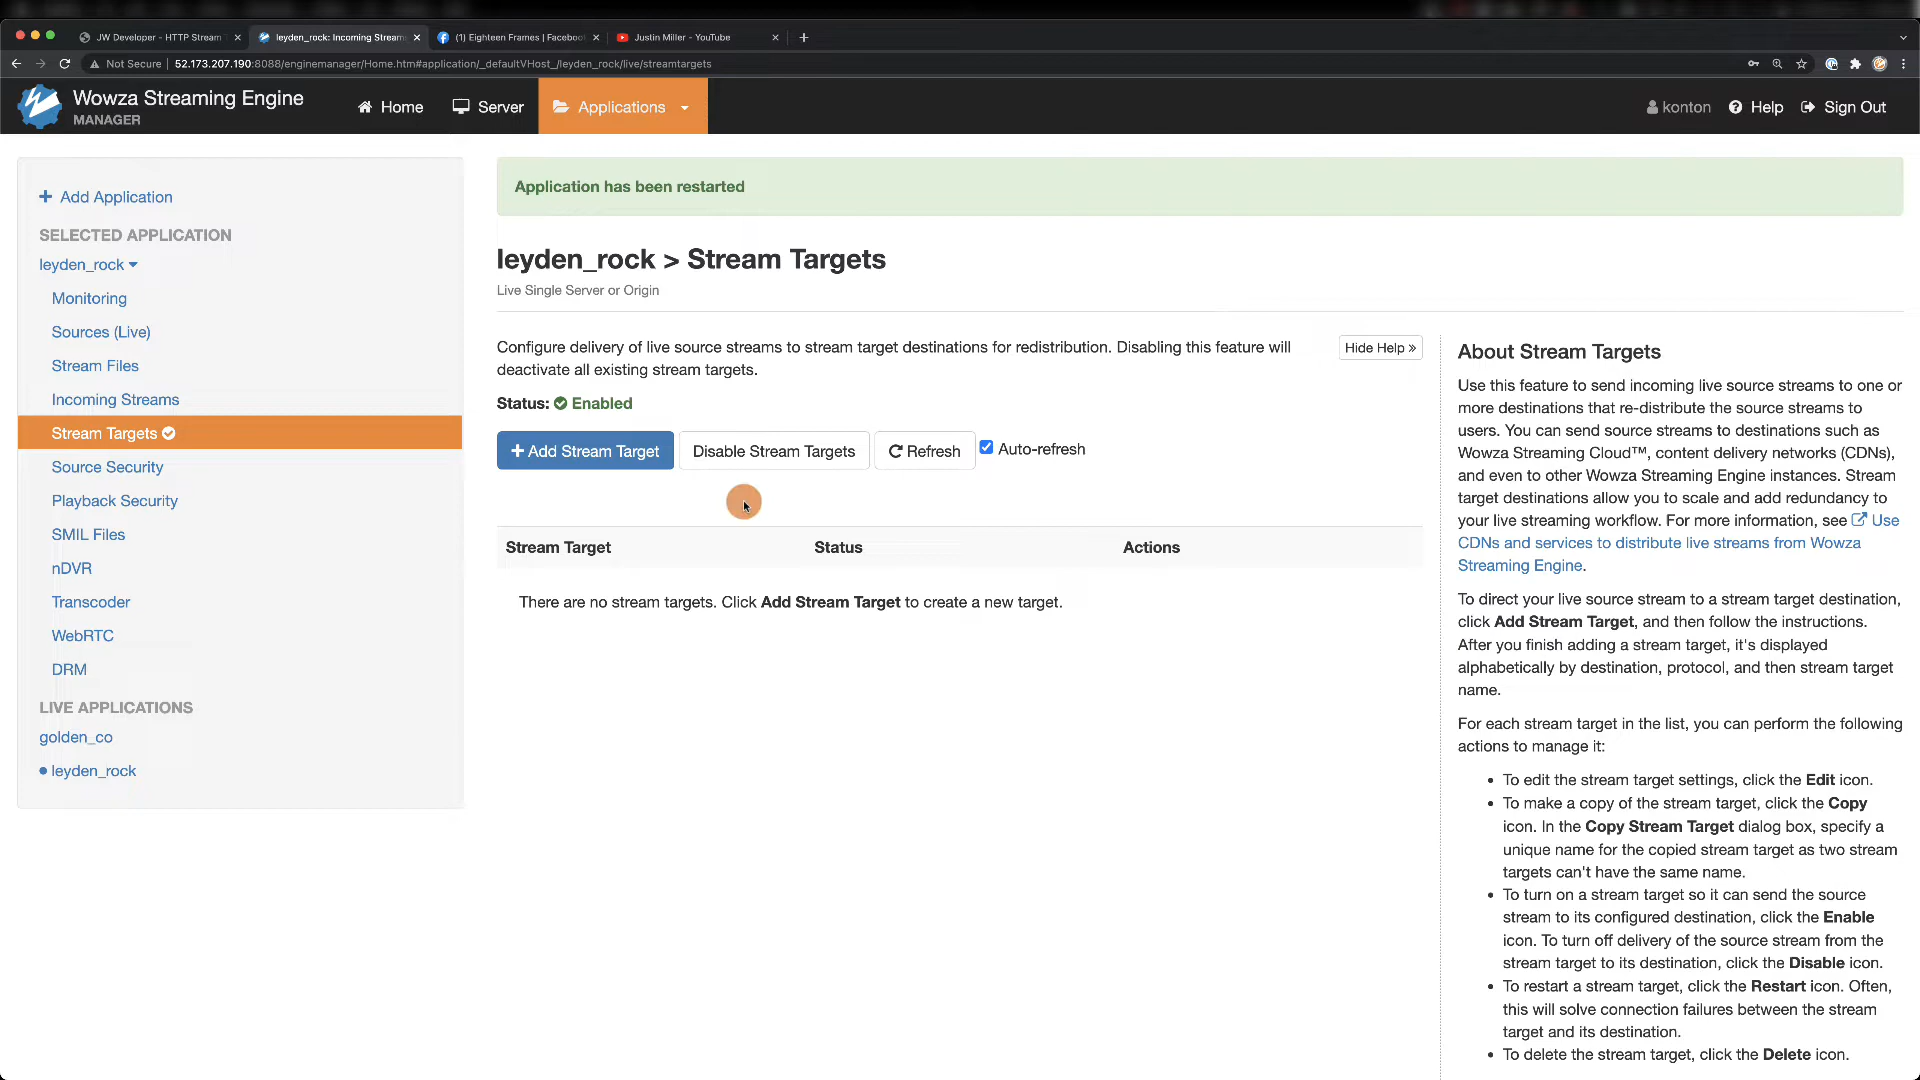 JW Developer - HTTP Stream
leyden_rock: Incoming Stream
(1) Eighteen Frames | Faceboo
Justin Miller - YouTube
Not Secure | 52.173.207.190:8088/enginemanager/Home.htm#application/_defaultVHost_/leyden_rock/live/streamtargets
Wowza Streaming Engine
MANAGER
Home
Server
Applications
konton
Help
Sign Out
Add Application
SELECTED APPLICATION
leyden_rock
Monitoring
Sources (Live)
Stream Files
Incoming Streams
Stream Targets
Source Security
Playback Security
SMIL Files
nDVR
Transcoder
WebRTC
DRM
LIVE APPLICATIONS
golden_co
leyden_rock
Application has been restarted
leyden_rock > Stream Targets
Live Single Server or Origin
Configure delivery of live source streams to stream target destinations for redistribution. Disabling this feature will
deactivate all existing stream targets.
Hide Help »
Status: Enabled
+ Add Stream Target
Disable Stream Targets
Refresh
Auto-refresh
Stream Target Status Actions
There are no stream targets. Click Add Stream Target to create a new target.
About Stream Targets
Use this feature to send incoming live source streams to one or
more destinations that re-distribute the source streams to
users. You can send source streams to destinations such as
Wowza Streaming Cloud™, content delivery networks (CDNs),
and even to other Wowza Streaming Engine instances. Stream
target destinations allow you to scale and add redundancy to
your live streaming workflow. For more information, see Use
CDNs and services to distribute live streams from Wowza
Streaming Engine.
To direct your live source stream to a stream target destination,
click Add Stream Target, and then follow the instructions.
After you finish adding a stream target, it's displayed
alphabetically by destination, protocol, and then stream target
name.
For each stream target in the list, you can perform the following
actions to manage it:
• To edit the stream target settings, click the Edit icon.
• To make a copy of the stream target, click the Copy
icon. In the Copy Stream Target dialog box, specify a
unique name for the copied stream target as two stream
targets can't have the same name.
• To turn on a stream target so it can send the source
stream to its configured destination, click the Enable
icon. To turn off delivery of the source stream from the
stream target to its destination, click the Disable icon.
• To restart a stream target, click the Restart icon. Often,
this will solve connection failures between the stream
target and its destination.
• To delete the stream target, click the Delete icon.